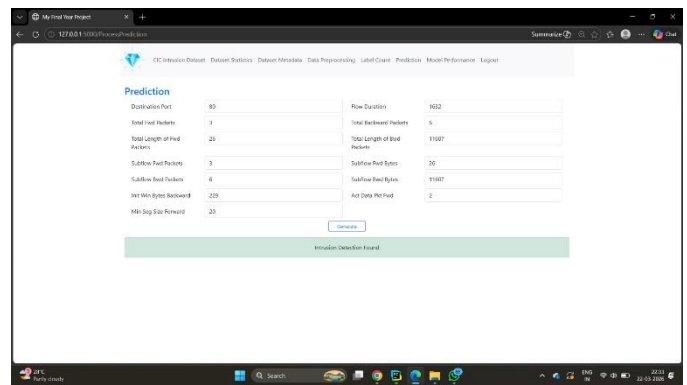 My Final Year Project
127.0.0.1:5000/ProcessPrediction
Summarize
Chat
CIC Intrusion Dataset Dataset Statistics Dataset Metadata Data Preprocessing Label Count Prediction Model Performance Logout
Prediction
Destination Port 80 Flow Duration 1632
Total Fwd Packets 3 Total Backward Packets 6
Total Length of Fwd Packets 26 Total Length of Bwd Packets 11607
Subflow Fwd Packets 3 Subflow Fwd Bytes 26
Subflow Bwd Packets 6 Subflow Bwd Bytes 11607
Init Win Bytes Backward 229 Act Data Pkt Fwd 2
Min Seg Size Forward 20
Generate
Intrusion Detection Found
Partly cloudy
Search
ENG
IN
22:33
22-03-2026